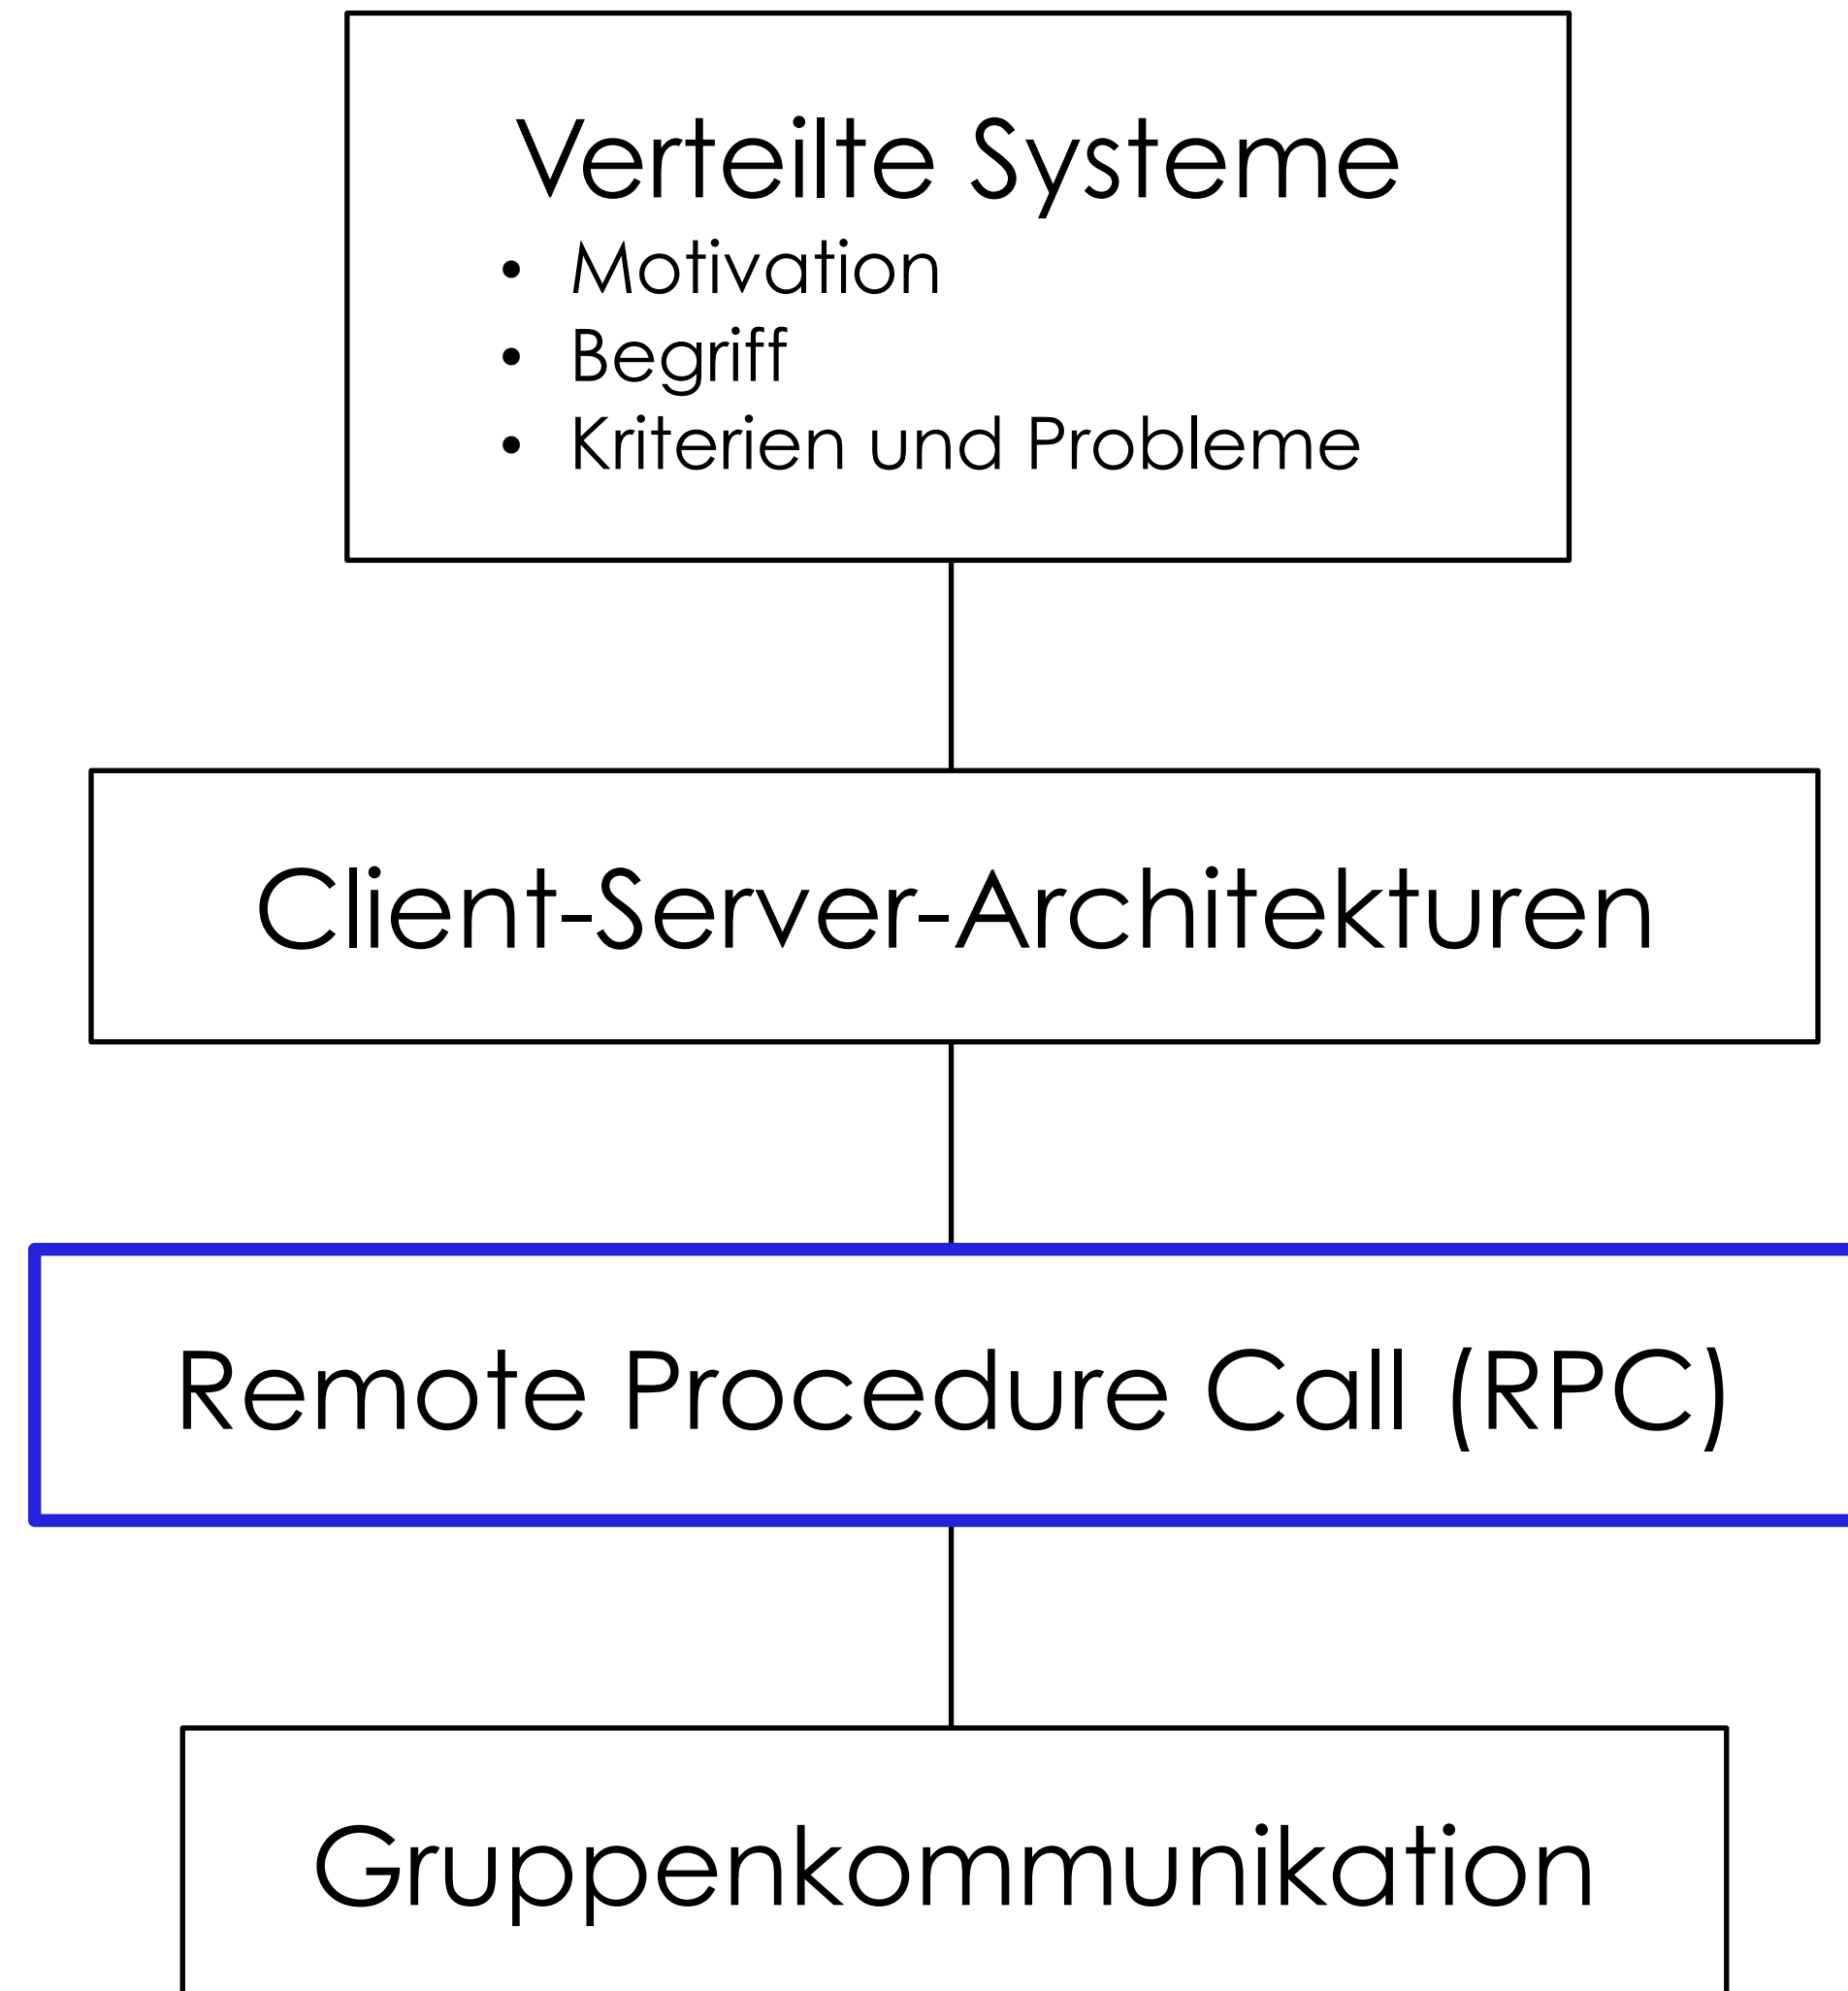 Verteilte Systeme
• Motivation
• Begriff
• Kriterien und Probleme
Client-Server-Architekturen
Remote Procedure Call (RPC)
Gruppenkommunikation